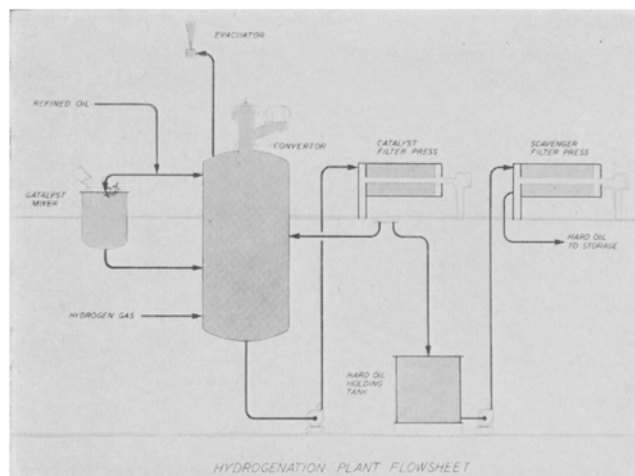 EVACUATOR
REFINED OIL
CONVERTOR
CATALYST
FILTER PRESS
SCAVENGER
FILTER PRESS
CATALYST
MIXER
HARD OIL
TO STORAGE
HYDROGEN GAS
HARD OIL
HOLDING
TANK
HYDROGENATION PLANT FLOWSHEET